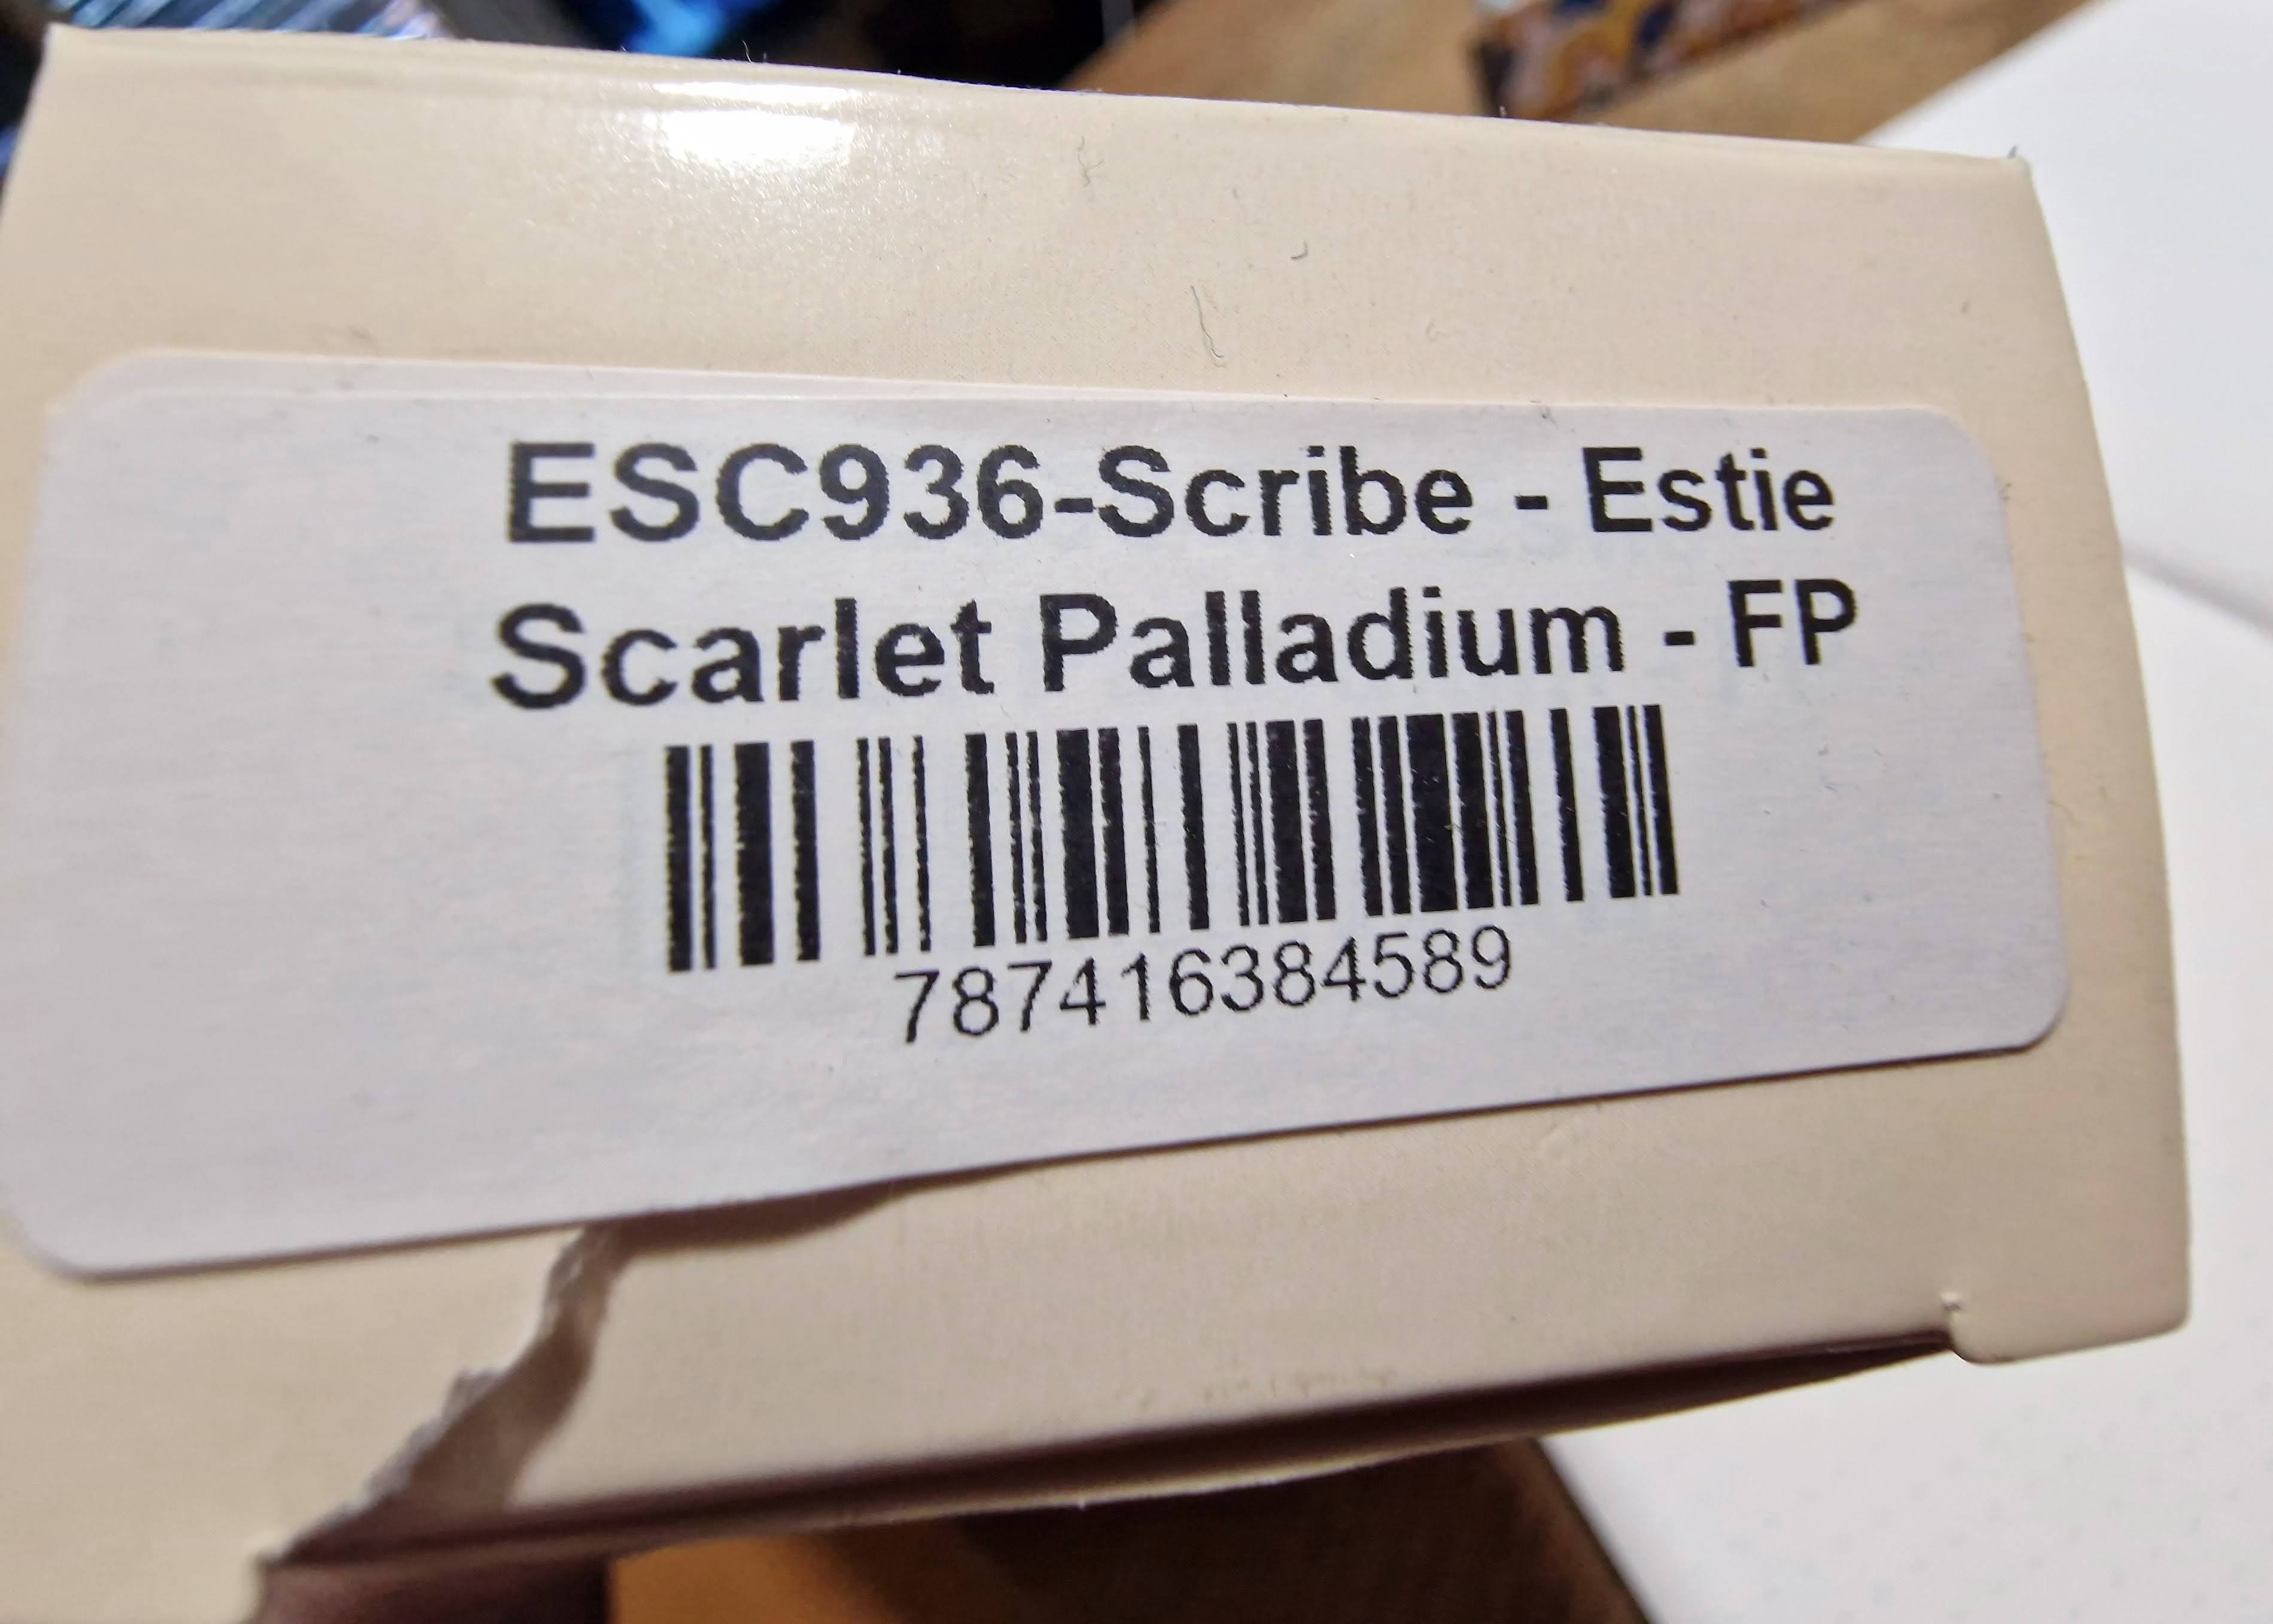 ESC936-Scribe - Estie
Scarlet Palladium - FP
787416384589